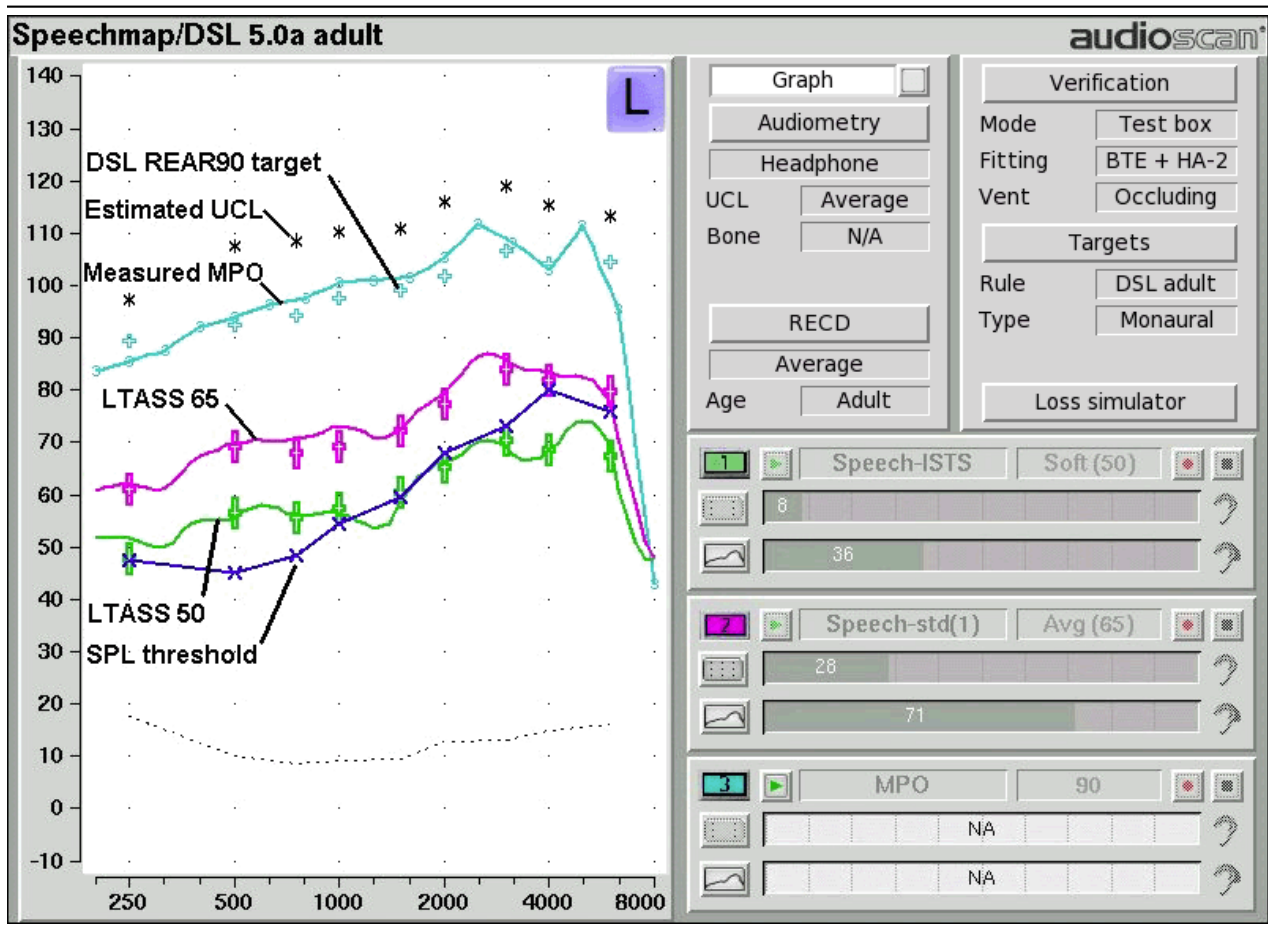 Speechmap/DSL 5.0a adult
audioscan
140
130
120
110
100
90
80
70
60
50
40
30
20
10
0
-10
250 500 1000 2000 4000 8000
L
DSL REAR90 target
Estimated UCL
Measured MPO
LTASS 65
LTASS 50
SPL threshold
Graph
Audiometry
Headphone
UCL Average
Bone N/A
RECD
Average
Age Adult
Verification
Mode Test box
Fitting BTE + HA-2
Vent Occluding
Targets
Rule DSL adult
Type Monaural
Loss simulator
1 Speech-ISTS Soft (50)
8
36
2 Speech-std(1) Avg (65)
28
71
3 MPO 90
NA
NA